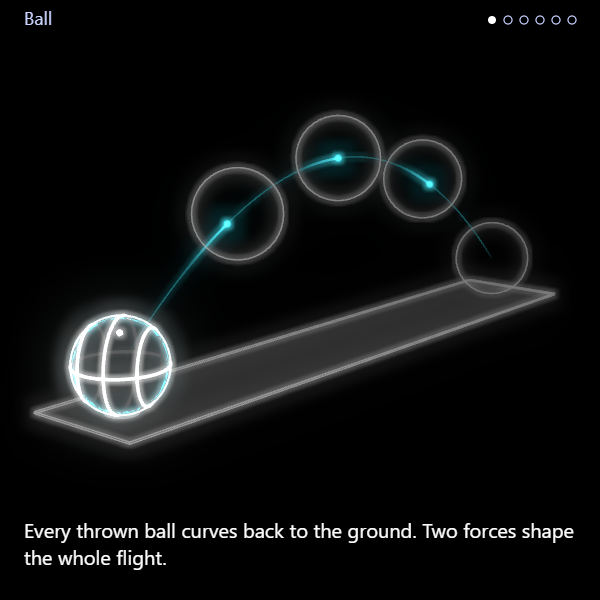 Ball
Every thrown ball curves back to the ground. Two forces shape
the whole flight.